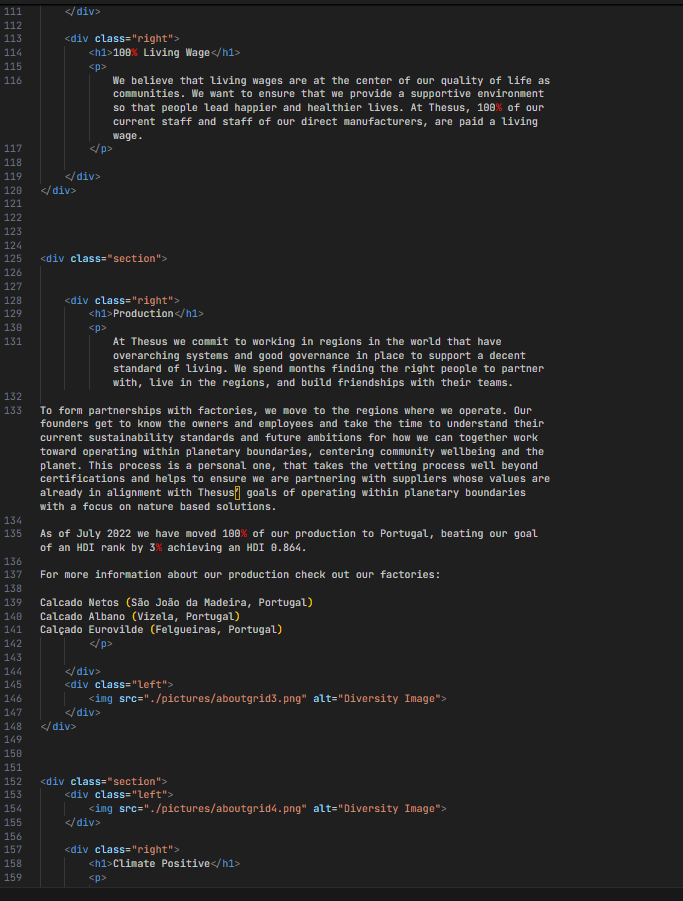 111 </div>
112
113 <div class="right">
114 <h1>100% Living Wage</h1>
115 <p>
116 We believe that living wages are at the center of our quality of life as
communities. We want to ensure that we provide a supportive environment
so that people lead happier and healthier lives. At Thesus, 100% of our
current staff and staff of our direct manufacturers, are paid a living
wage.
117 </p>
118
119 </div>
120 </div>
121
122
123
124
125 <div class="section">
126
127
128 <div class="right">
129 <h1>Production</h1>
130 <p>
131 At Thesus we commit to working in regions in the world that have
overarching systems and good governance in place to support a decent
standard of living. We spend months finding the right people to partner
with, live in the regions, and build friendships with their teams.
132
133 To form partnerships with factories, we move to the regions where we operate. Our
founders get to know the owners and employees and take the time to understand their
current sustainability standards and future ambitions for how we can together work
toward operating within planetary boundaries, centering community wellbeing and the
planet. This process is a personal one, that takes the vetting process well beyond
certifications and helps to ensure we are partnering with suppliers whose values are
already in alignment with Thesus’ goals of operating within planetary boundaries
with a focus on nature based solutions.
134
135 As of July 2022 we have moved 100% of our production to Portugal, beating our goal
of an HDI rank by 3% achieving an HDI 0.864.
136
137 For more information about our production check out our factories:
138
139 Calcado Netos (São João da Madeira, Portugal)
140 Calcado Albano (Vizela, Portugal)
141 Calçado Eurovilde (Felgueiras, Portugal)
142 </p>
143
144 </div>
145 <div class="left">
146 <img src="./pictures/aboutgrid3.png" alt="Diversity Image">
147 </div>
148 </div>
149
150
151
152 <div class="section">
153 <div class="left">
154 <img src="./pictures/aboutgrid4.png" alt="Diversity Image">
155 </div>
156
157 <div class="right">
158 <h1>Climate Positive</h1>
159 <p>